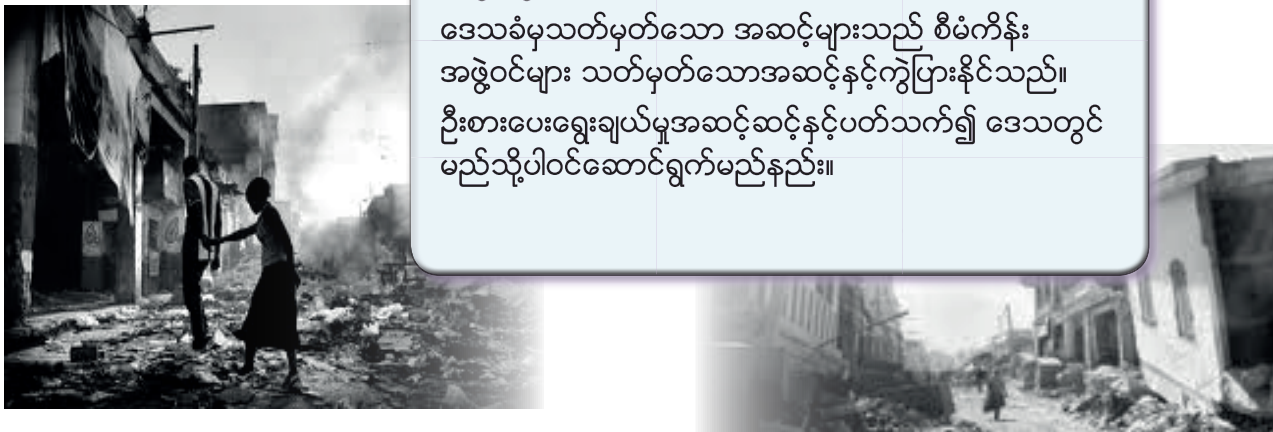 ဒေသခံမှသတ်မှတ်သော အဆင့်များသည် စီမံကိန်း
အဖွဲ့ဝင်များ သတ်မှတ်သောအဆင့်နှင့်ကွဲပြားနိုင်သည်။
ဦးစားပေးရွေးချယ်မှုအဆင့်ဆင့်နှင့်ပတ်သက်၍ ဒေသတွင်
မည်သို့ပါဝင်ဆောင်ရွက်မည်နည်း။